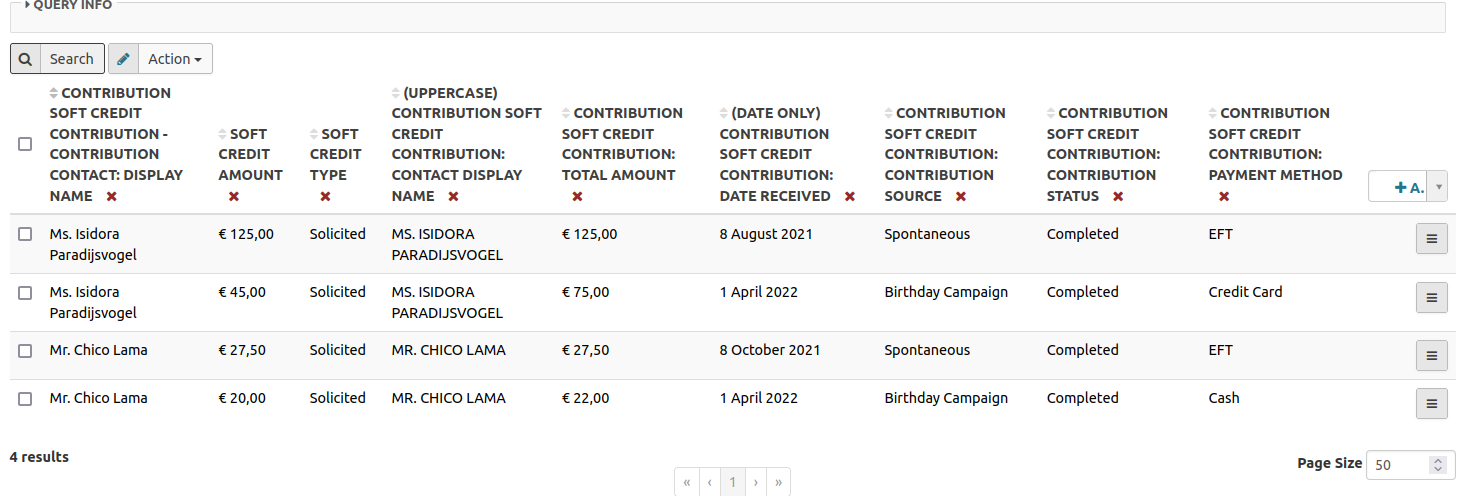 QUERY INFO
Search Action
CONTRIBUTION
SOFT CREDIT
CONTRIBUTION -
CONTRIBUTION
CONTACT: DISPLAY
NAME
SOFT
CREDIT
AMOUNT
SOFT
CREDIT
TYPE
(UPPERCASE)
CONTRIBUTION SOFT
CREDIT
CONTRIBUTION:
CONTACT DISPLAY
NAME
CONTRIBUTION
SOFT CREDIT
CONTRIBUTION:
TOTAL AMOUNT
(DATE ONLY)
CONTRIBUTION
SOFT CREDIT
CONTRIBUTION:
DATE RECEIVED
CONTRIBUTION
SOFT CREDIT
CONTRIBUTION:
CONTRIBUTION
SOURCE
CONTRIBUTION
SOFT CREDIT
CONTRIBUTION:
CONTRIBUTION
STATUS
CONTRIBUTION
SOFT CREDIT
CONTRIBUTION:
PAYMENT METHOD
+ A.
Ms. Isidora € 125,00 Solicited MS. ISIDORA € 125,00 8 August 2021 Spontaneous Completed EFT
Paradijsvogel PARADIJSVOGEL
Ms. Isidora € 45,00 Solicited MS. ISIDORA € 75,00 1 April 2022 Birthday Campaign Completed Credit Card
Paradijsvogel PARADIJSVOGEL
Mr. Chico Lama € 27,50 Solicited MR. CHICO LAMA € 27,50 8 October 2021 Spontaneous Completed EFT
Mr. Chico Lama € 20,00 Solicited MR. CHICO LAMA € 22,00 1 April 2022 Birthday Campaign Completed Cash
4 results
Page Size 50
« ‹ 1 › »